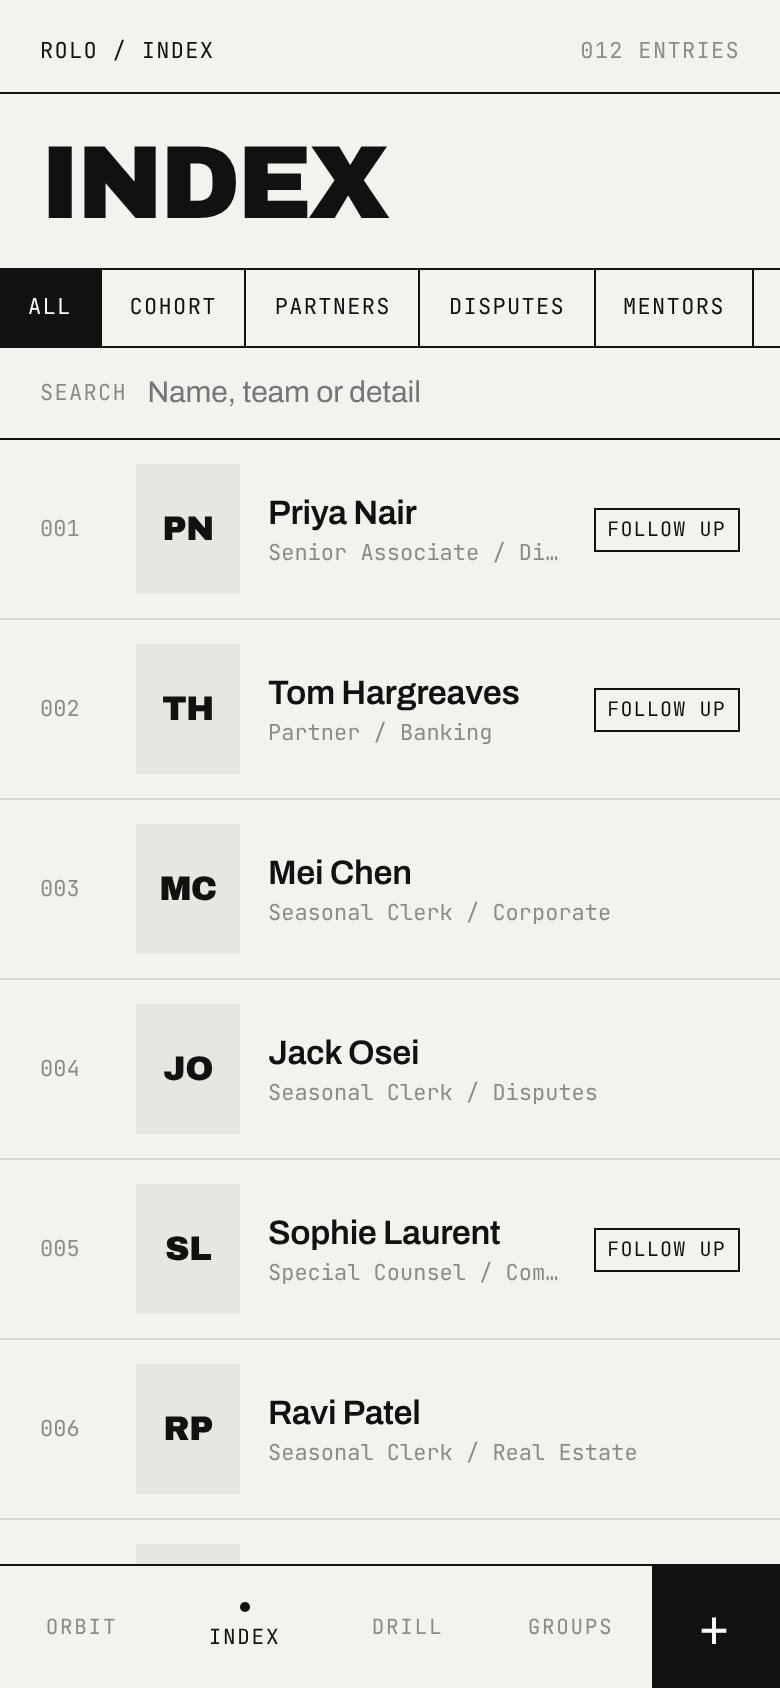 ROLO / INDEX
012 ENTRIES
INDEX
ALL
COHORT
PARTNERS
DISPUTES
MENTORS
SEARCH Name, team or detail
001
PN
Priya Nair
Senior Associate / Di…
FOLLOW UP
002
TH
Tom Hargreaves
Partner / Banking
FOLLOW UP
003
MC
Mei Chen
Seasonal Clerk / Corporate
004
JO
Jack Osei
Seasonal Clerk / Disputes
005
SL
Sophie Laurent
Special Counsel / Com…
FOLLOW UP
006
RP
Ravi Patel
Seasonal Clerk / Real Estate
ORBIT
INDEX
DRILL
GROUPS
+